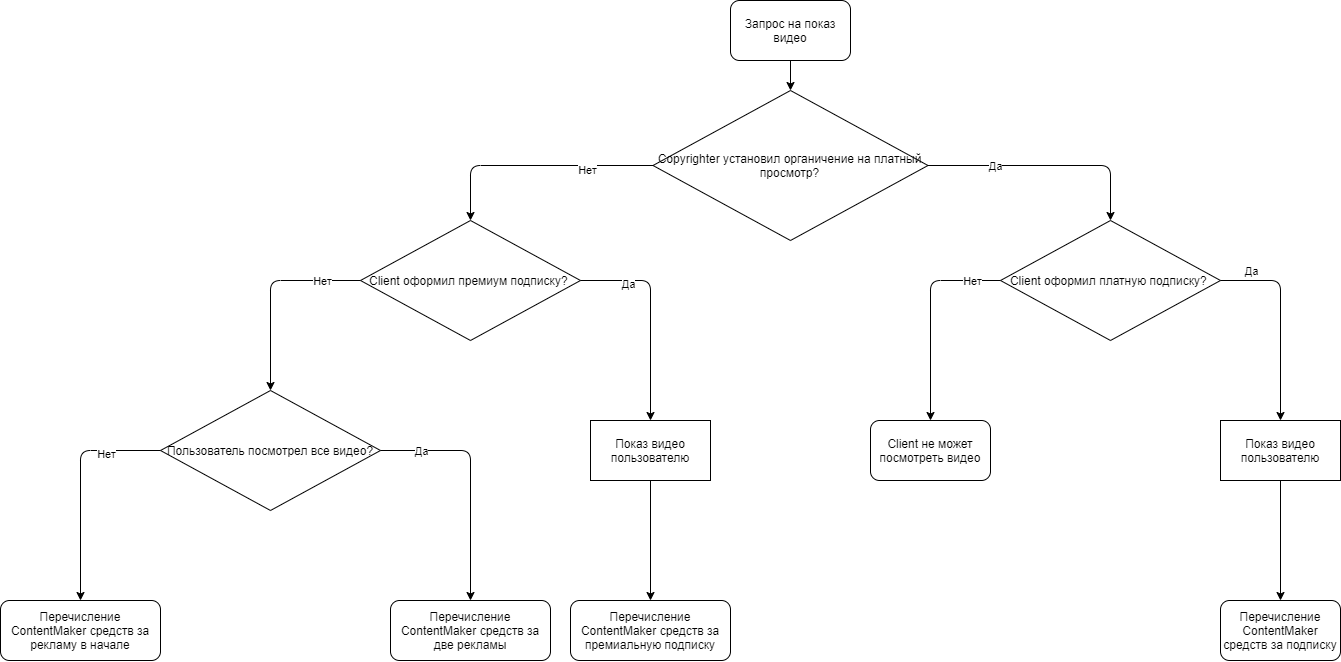 Запрос на показ
видео
Copyrighter установил органичение на платный
просмотр?
Нет
Да
Client оформил премиум подписку?
Нет
Да
Client оформил платную подписку?
Нет
Да
Пользователь посмотрел все видео?
Нет
Да
Показ видео
пользователю
Client не может
посмотреть видео
Показ видео
пользователю
Перечисление
ContentMaker средств за
рекламу в начале
Перечисление
ContentMaker средств за
две рекламы
Перечисление
ContentMaker средств за
премиальную подписку
Перечисление
ContentMaker
средств за подписку